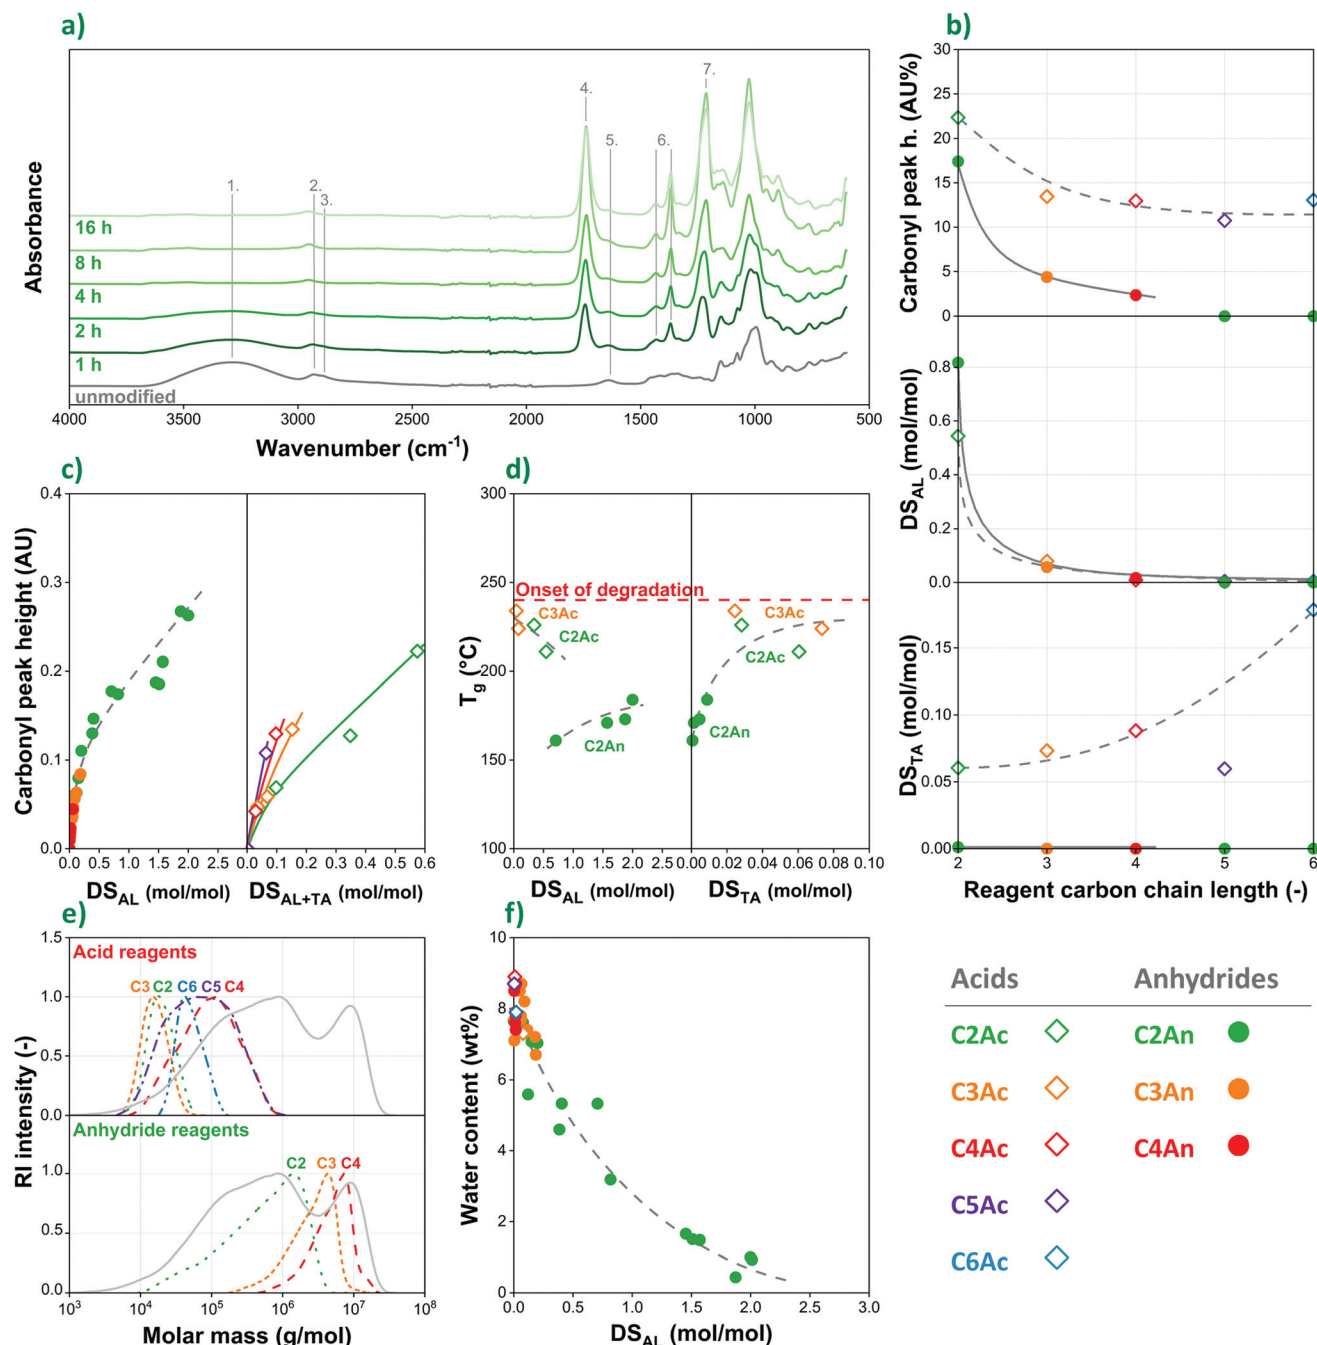 a)
Absorbance
1.
2.
3.
4.
5.
6.
7.
16 h
8 h
4 h
2 h
1 h
unmodified
4000 3500 3000 2500 2000 1500 1000 500
Wavenumber (cm-1)
b)
Carbonyl peak h. (AU%)
30
25
20
15
10
5
0
DSAL (mol/mol)
0.8
0.6
0.4
0.2
0.0
DSTA (mol/mol)
0.15
0.10
0.05
0.00
2 3 4 5 6
Reagent carbon chain length (-)
c)
Carbonyl peak height (AU)
0.4
0.3
0.2
0.1
0.0
0.0 0.5 1.0 1.5 2.0 2.5
0.1 0.2 0.3 0.4 0.5 0.6
DSAL (mol/mol)
DSAL+TA (mol/mol)
d)
Tg (°C)
300
250
200
150
100
Onset of degradation
C3Ac
C2Ac
C2An
C3Ac
C2Ac
C2An
0.0 0.5 1.0 1.5 2.0 2.5
0.02 0.04 0.06 0.08 0.10
DSAL (mol/mol)
DSTA (mol/mol)
e)
RI intensity (-)
1.5
1.0
0.5
0.0
Acid reagents
C3 C2 C6 C5 C4
1.0
0.5
0.0
Anhydride reagents
C2 C3 C4
10³ 10⁴ 10⁵ 10⁶ 10⁷ 10⁸
Molar mass (g/mol)
f)
Water content (wt%)
10
8
6
4
2
0
0.0 0.5 1.0 1.5 2.0 2.5 3.0
DSAL (mol/mol)
Acids Anhydrides
C2Ac C2An
C3Ac C3An
C4Ac C4An
C5Ac
C6Ac